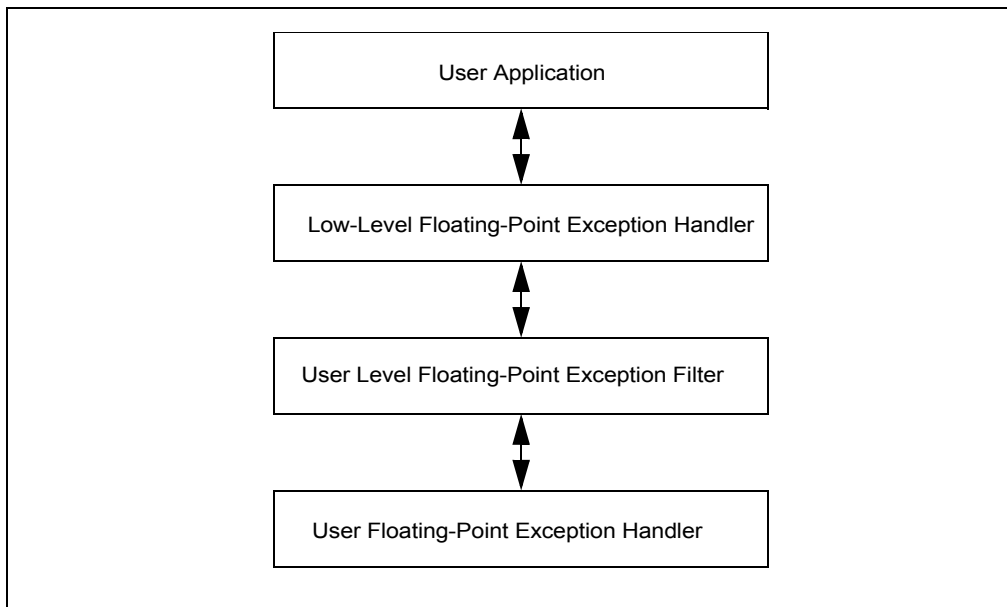 User Application
Low-Level Floating-Point Exception Handler
User Level Floating-Point Exception Filter
User Floating-Point Exception Handler